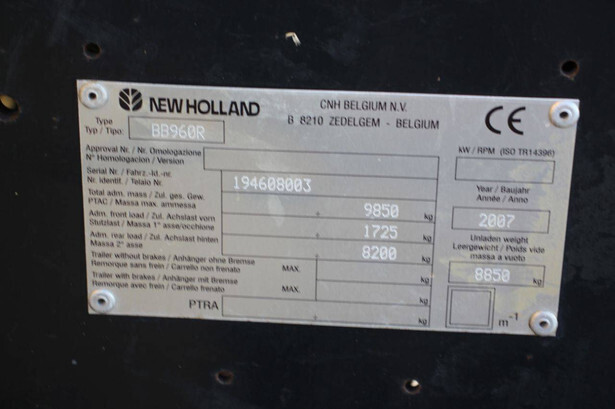 NEW HOLLAND
CNH BELGIUM N.V.
B 8210 ZEDELGEM - BELGIUM
CE
Type
Typ / Tipo:
BB960R
Approval Nr. / Nr. Omologazione
N° Homologation / Version
kW / RPM (ISO TR14396)
Serial Nr. / Fahrz.-Id.-nr.
Nr. Identif. / Telaio Nr.
194608003
Total adm. mass / Zul. ges. Gew.
PTAC / Massa max. ammessa
9850 kg
Year / Baujahr
Année / Anno
2007
Adm. front load / Zul. Achslast vorn
Stutzlast / Massa 1° asse/occhione
1725 kg
Adm. rear load / Zul. Achslast hinten
Massa 2° asse
8200 kg
Unladen weight
Leergewicht / Poids vide
massa a vuoto
8850
kg
Trailer without brakes / Anhänger ohne Bremse
Remorque sans frein / Carrello non frenato
MAX.
kg
Trailer with brakes / Anhänger mit Bremse
Remorque avec frein / Carrello frenato
MAX.
kg
PTRA
kg
m-1